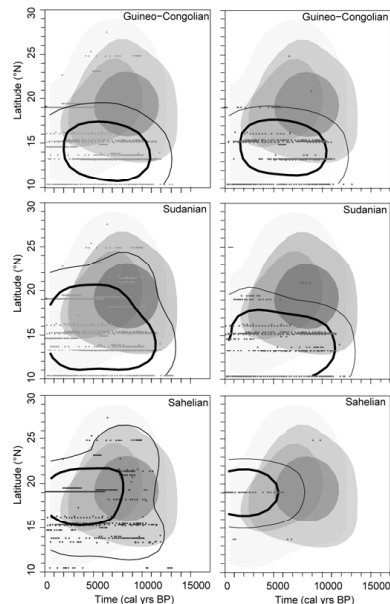 Guineo−Congolian
Guineo−Congolian
Latitude (°N)
10 15 20 25 30
Sudanian
Sudanian
Latitude (°N)
10 15 20 25 30
Sahelian
Sahelian
Latitude (°N)
10 15 20 25 30
0 5000 10000 15000
0 5000 10000 15000
Time (cal yrs BP)
Time (cal yrs BP)